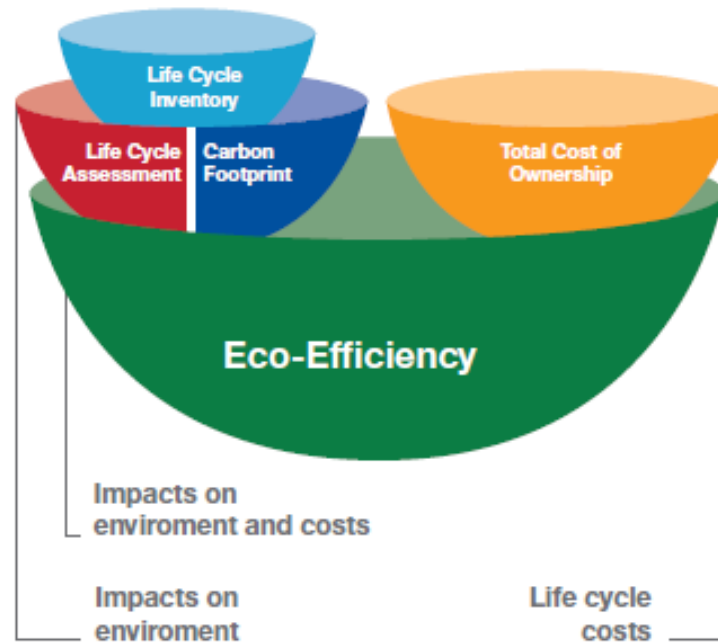 Life Cycle
Inventory
Life Cycle
Assessment
Carbon
Footprint
Total Cost of
Ownership
Eco-Efficiency
Impacts on
enviroment and costs
Impacts on
enviroment
Life cycle
costs